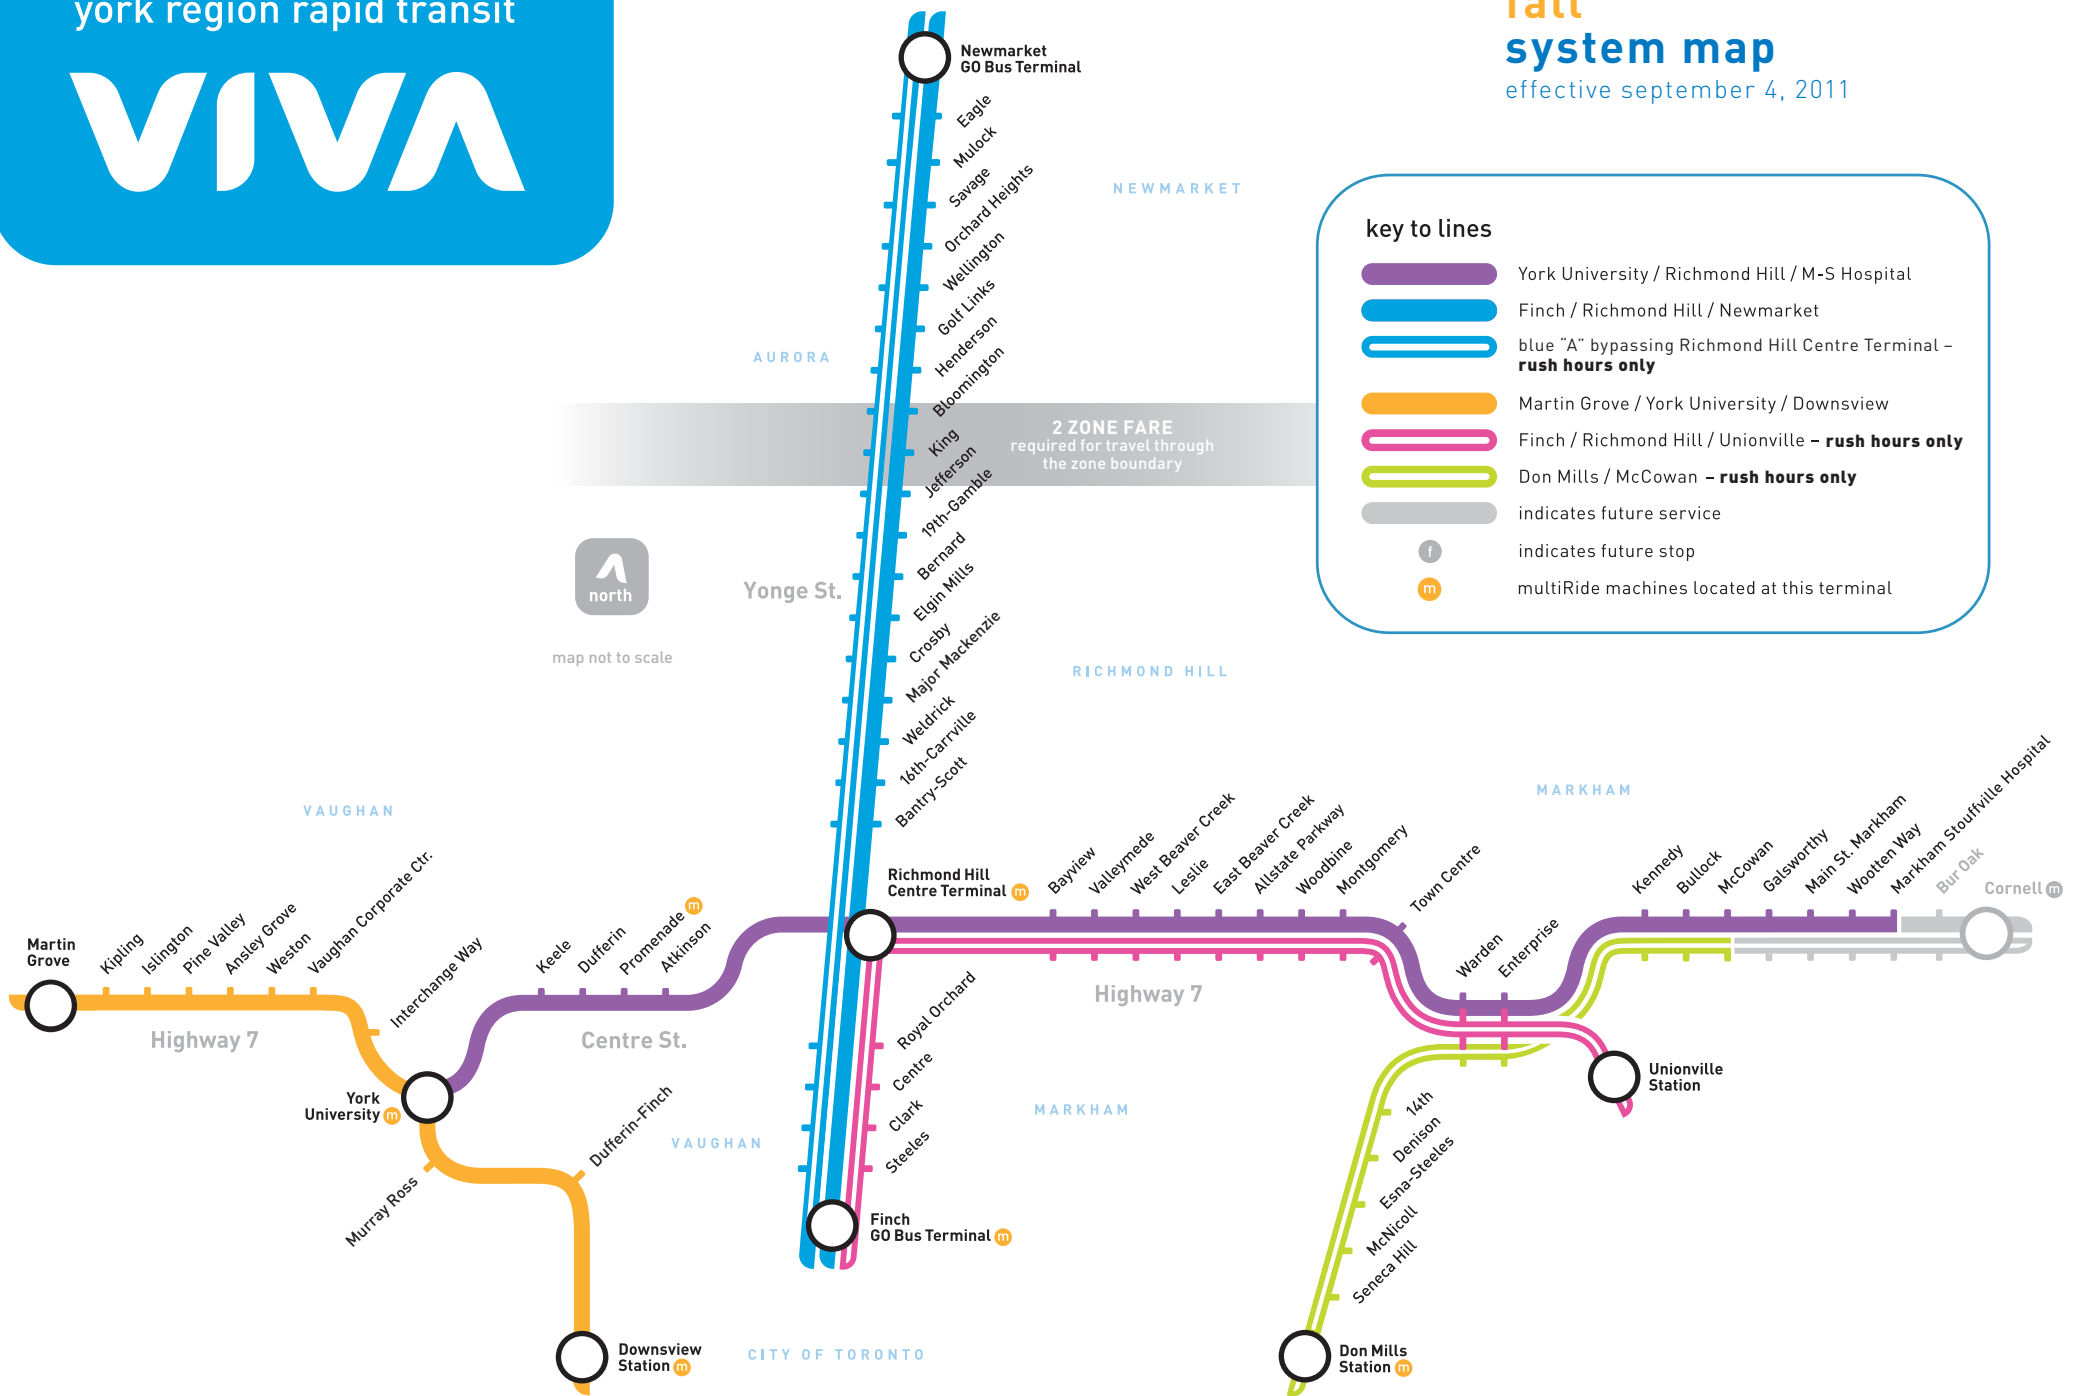 york region rapid transit
VIVA
fall
system map
effective september 4, 2011
key to lines
York University / Richmond Hill / M-S Hospital
Finch / Richmond Hill / Newmarket
blue “A” bypassing Richmond Hill Centre Terminal –
rush hours only
Martin Grove / York University / Downsview
Finch / Richmond Hill / Unionville – rush hours only
Don Mills / McCowan – rush hours only
indicates future service
f indicates future stop
m multiRide machines located at this terminal
Newmarket
GO Bus Terminal
Eagle
Mulock
Savage
Orchard Heights
Wellington
Golf Links
Henderson
Bloomington
King
Jefferson
19th-Gamble
Bernard
Elgin Mills
Crosby
Major Mackenzie
Weldrick
16th-Carrville
Bantry-Scott
NEWMARKET
AURORA
2 ZONE FARE
required for travel through
the zone boundary
north
map not to scale
Yonge St.
RICHMOND HILL
VAUGHAN
MARKHAM
Richmond Hill
Centre Terminal m
Martin
Grove
Kipling
Islington
Pine Valley
Ansley Grove
Weston
Vaughan Corporate Ctr.
Interchange Way
Highway 7
York
University m
Keele
Dufferin
Promenade m
Atkinson
Centre St.
Murray Ross
Dufferin-Finch
Downsview
Station m
VAUGHAN
CITY OF TORONTO
Royal Orchard
Centre
Clark
Steeles
Finch
GO Bus Terminal m
MARKHAM
Bayview
Valleymede
West Beaver Creek
Leslie
East Beaver Creek
Allstate Parkway
Woodbine
Montgomery
Town Centre
Highway 7
Warden
Enterprise
Kennedy
Bullock
McCowan
Galsworthy
Main St. Markham
Wootten Way
Markham Stouffville Hospital
Bur Oak
Cornell m
Unionville
Station
14th
Denison
Esna-Steeles
McNicoll
Seneca Hill
Don Mills
Station m